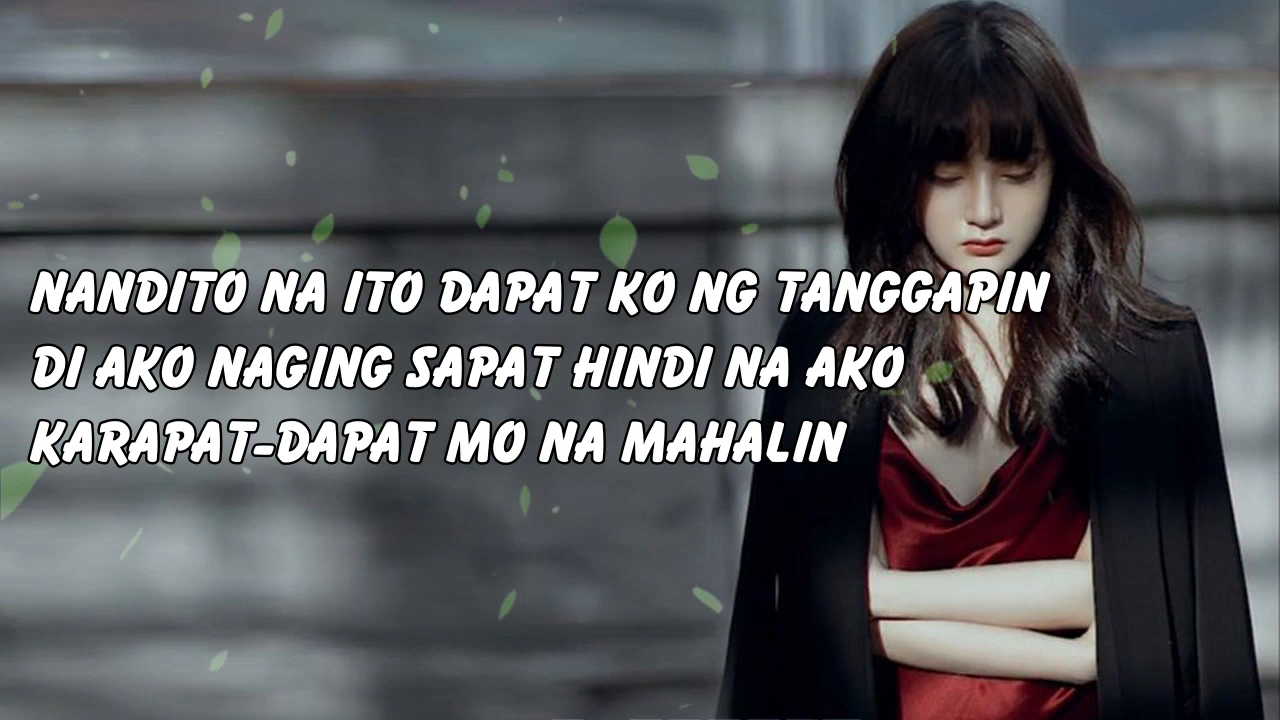 NANDITO NA ITO DAPAT KO NG TANGGAPIN
DI AKO NAGING SAPAT HINDI NA AKO
KARAPAT-DAPAT MO NA MAHALIN